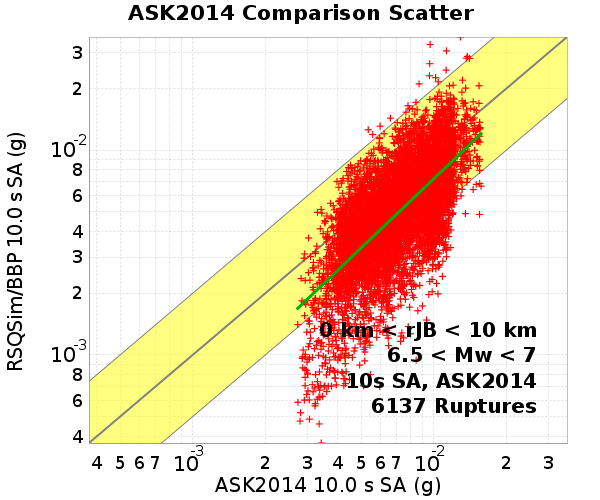 ASK2014 Comparison Scatter
RSQSim/BBP 10.0 s SA (g)
3
2
10-2
8
6
4
3
2
10-3
8
6
4
0 km < rJB < 10 km
6.5 < Mw < 7
10s SA, ASK2014
6137 Ruptures
4 5 6 7 10-3 2 3 4 5 6 7 10-2 2 3
ASK2014 10.0 s SA (g)